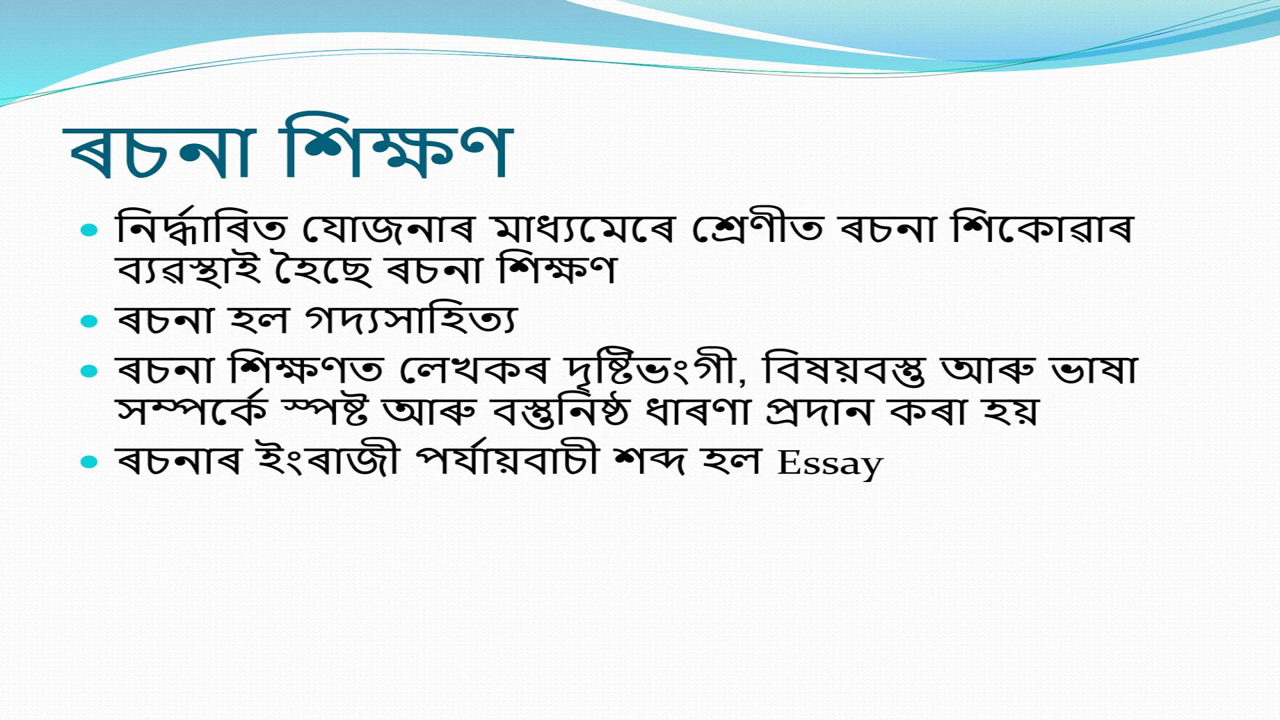 ৰচনা শিক্ষণ
নিৰ্দ্ধাৰিত যোজনাৰ মাধ্যমেৰে শ্ৰেণীত ৰচনা শিকোৱাৰ
ব্যৱস্থাই হৈছে ৰচনা শিক্ষণ
ৰচনা হল গদ্যসাহিত্য
ৰচনা শিক্ষণত লেখকৰ দৃষ্টিভংগী, বিষয়বস্তু আৰু ভাষা
সম্পৰ্কে স্পষ্ট আৰু বস্তুনিষ্ঠ ধাৰণা প্ৰদান কৰা হয়
ৰচনাৰ ইংৰাজী পৰ্যায়বাচী শব্দ হল Essay